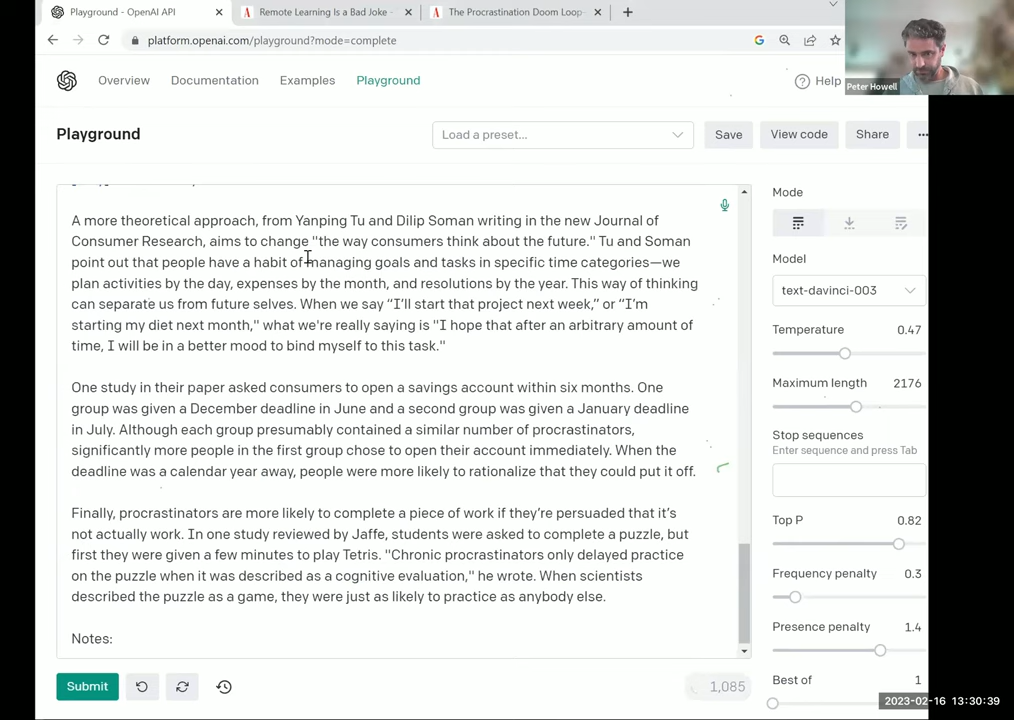 Playground - OpenAI API
Remote Learning Is a Bad Joke -
The Procrastination Doom Loop-
platform.openai.com/playground?mode=complete
Peter Howell
Overview
Documentation
Examples
Playground
Help
Playground
Load a preset...
Save
View code
Share
A more theoretical approach, from Yanping Tu and Dilip Soman writing in the new Journal of
Consumer Research, aims to change "the way consumers think about the future." Tu and Soman
point out that people have a habit of managing goals and tasks in specific time categories—we
plan activities by the day, expenses by the month, and resolutions by the year. This way of thinking
can separate us from future selves. When we say “I’ll start that project next week,” or “I’m
starting my diet next month," what we're really saying is "I hope that after an arbitrary amount of
time, I will be in a better mood to bind myself to this task."
One study in their paper asked consumers to open a savings account within six months. One
group was given a December deadline in June and a second group was given a January deadline
in July. Although each group presumably contained a similar number of procrastinators,
significantly more people in the first group chose to open their account immediately. When the
deadline was a calendar year away, people were more likely to rationalize that they could put it off.
Finally, procrastinators are more likely to complete a piece of work if they’re persuaded that it’s
not actually work. In one study reviewed by Jaffe, students were asked to complete a puzzle, but
first they were given a few minutes to play Tetris. "Chronic procrastinators only delayed practice
on the puzzle when it was described as a cognitive evaluation," he wrote. When scientists
described the puzzle as a game, they were just as likely to practice as anybody else.
Notes:
Submit
1,085
Mode
Model
text-davinci-003
Temperature 0.47
Maximum length 2176
Stop sequences
Enter sequence and press Tab
Top P 0.82
Frequency penalty 0.3
Presence penalty 1.4
Best of 1
2023-02-16 13:30:39